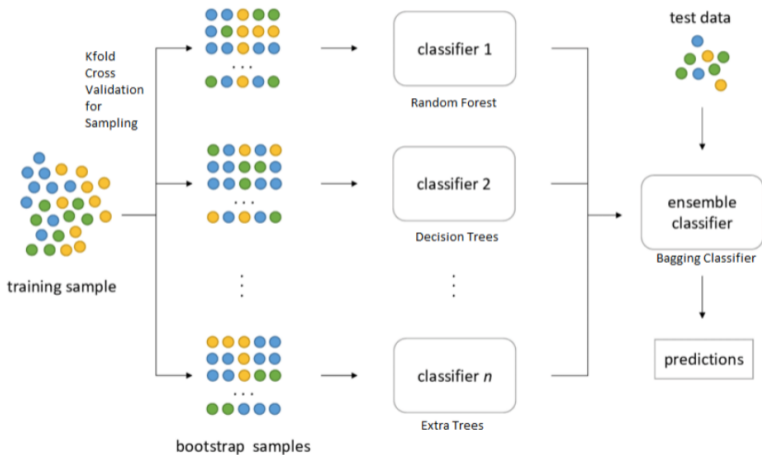 Kfold
Cross
Validation
for
Sampling
training sample
...
...
...
bootstrap samples
classifier 1
Random Forest
classifier 2
Decision Trees
classifier n
Extra Trees
test data
ensemble
classifier
Bagging Classifier
predictions